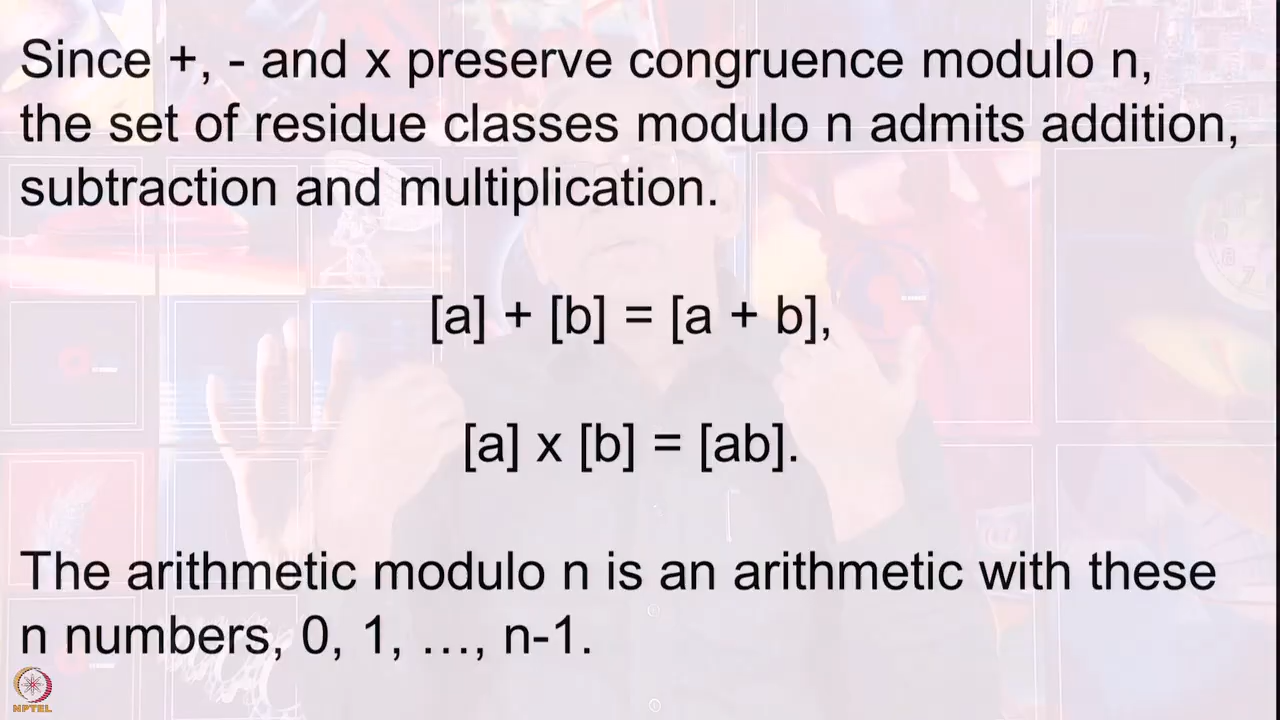 Since +, - and x preserve congruence modulo n,
the set of residue classes modulo n admits addition,
subtraction and multiplication.
[a] + [b] = [a + b],
[a] x [b] = [ab].
The arithmetic modulo n is an arithmetic with these
n numbers, 0, 1, …, n-1.
NPTEL